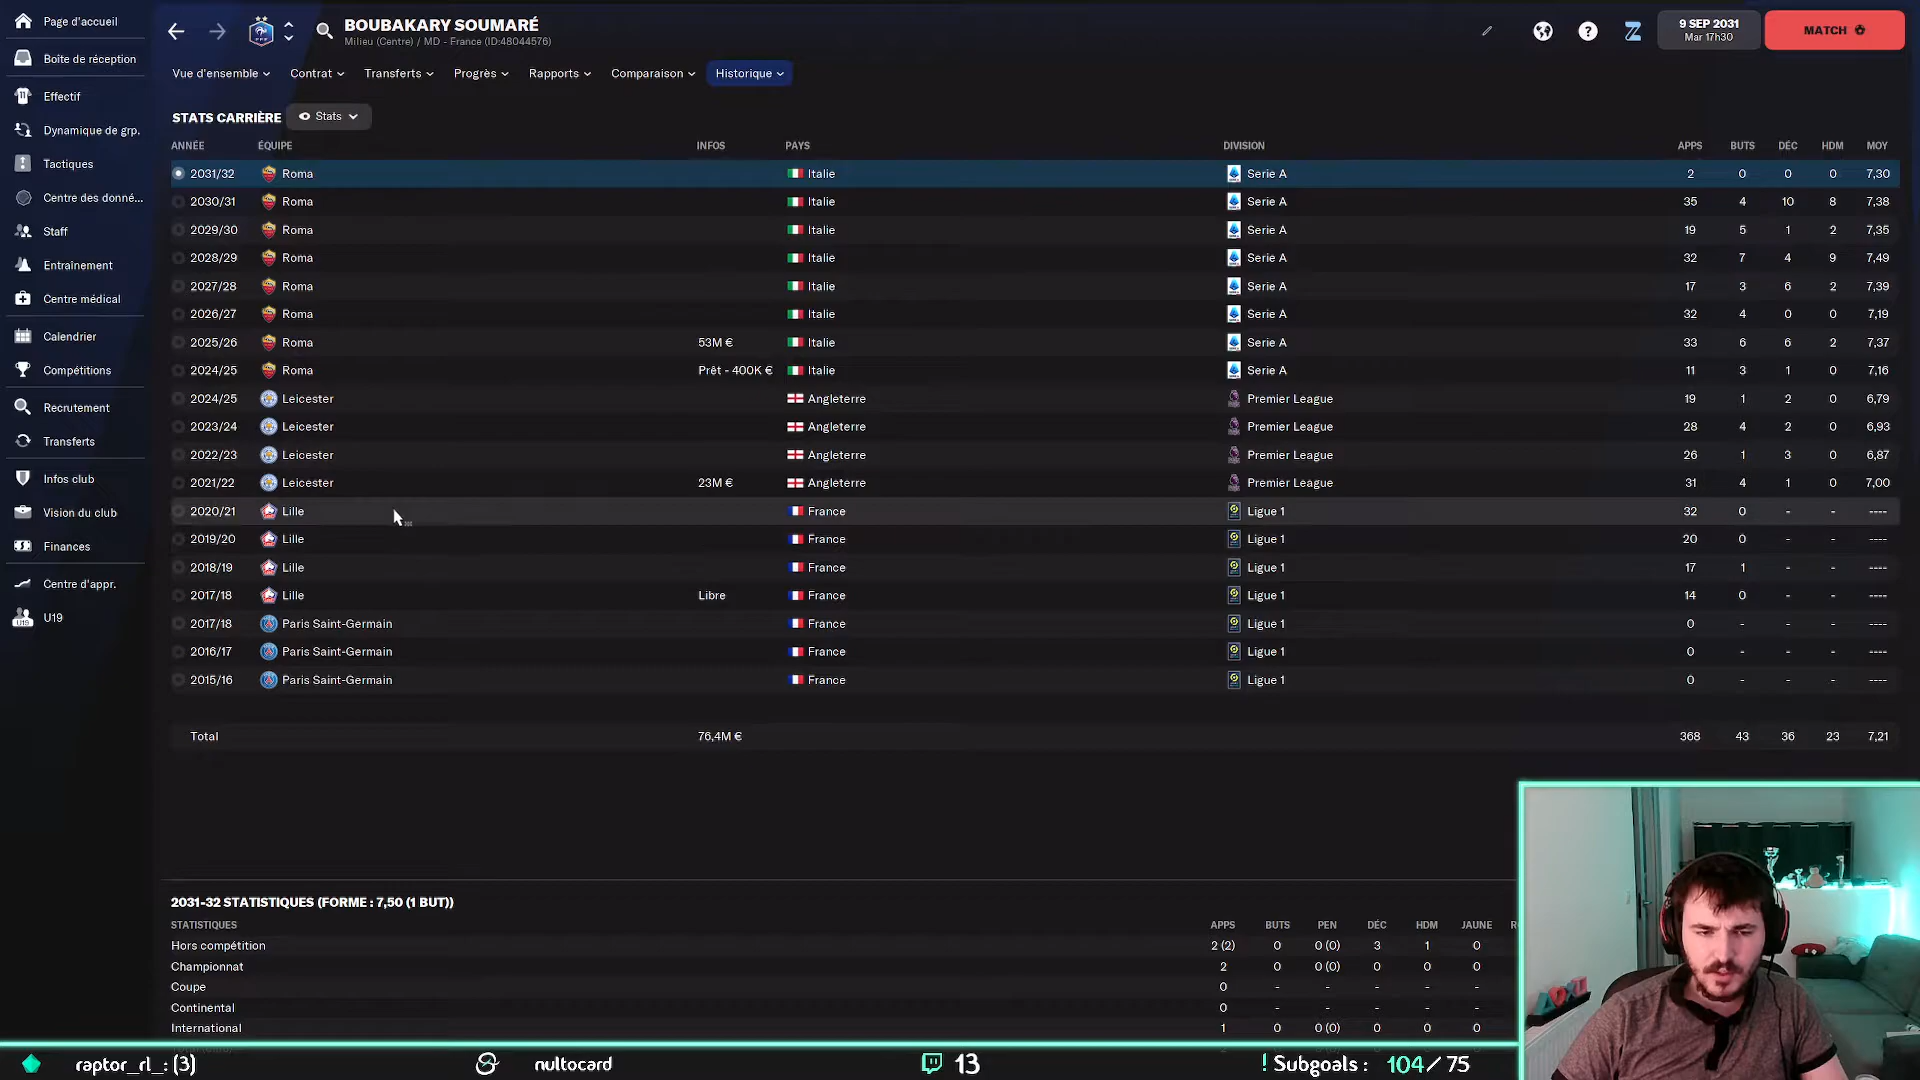 Page d'accueil
Boîte de réception
Effectif
Dynamique de grp.
Tactiques
Centre des donné...
Staff
Entraînement
Centre médical
Calendrier
Compétitions
Recrutement
Transferts
Infos club
Vision du club
Finances
Centre d'appr.
U19
BOUBAKARY SOUMARÉ
Milieu (Centre) / MD - France (ID:48044576)
9 SEP 2031
Mar 17h30
MATCH
Vue d'ensemble Contrat Transferts Progrès Rapports Comparaison Historique
STATS CARRIÈRE Stats
ANNÉE ÉQUIPE INFOS PAYS DIVISION APPS BUTS DÉC HDM MOY
2031/32 Roma Italie Serie A 2 0 0 0 7,30
2030/31 Roma Italie Serie A 35 4 10 8 7,38
2029/30 Roma Italie Serie A 19 5 1 2 7,35
2028/29 Roma Italie Serie A 32 7 4 9 7,49
2027/28 Roma Italie Serie A 17 3 6 2 7,39
2026/27 Roma Italie Serie A 32 4 0 0 7,19
2025/26 Roma 53M € Italie Serie A 33 6 6 2 7,37
2024/25 Roma Prêt - 400K € Italie Serie A 11 3 1 0 7,16
2024/25 Leicester Angleterre Premier League 19 1 2 0 6,79
2023/24 Leicester Angleterre Premier League 28 4 2 0 6,93
2022/23 Leicester Angleterre Premier League 26 1 3 0 6,87
2021/22 Leicester 23M € Angleterre Premier League 31 4 1 0 7,00
2020/21 Lille France Ligue 1 32 0 - - ----
2019/20 Lille France Ligue 1 20 0 - - ----
2018/19 Lille France Ligue 1 17 1 - - ----
2017/18 Lille Libre France Ligue 1 14 0 - - ----
2017/18 Paris Saint-Germain France Ligue 1 0 - - - ----
2016/17 Paris Saint-Germain France Ligue 1 0 - - - ----
2015/16 Paris Saint-Germain France Ligue 1 0 - - - ----
Total 76,4M € 368 43 36 23 7,21
2031-32 STATISTIQUES (FORME : 7,50 (1 BUT))
STATISTIQUES APPS BUTS PEN DÉC HDM JAUNE
Hors compétition 2 (2) 0 0 (0) 3 1 0
Championnat 2 0 0 (0) 0 0 0
Coupe 0 - - - - -
Continental 0 - - - - -
International 1 0 0 (0) 0 0 0
raptor_rl_: (3) nultocard 13 ! Subgoals : 104 / 75